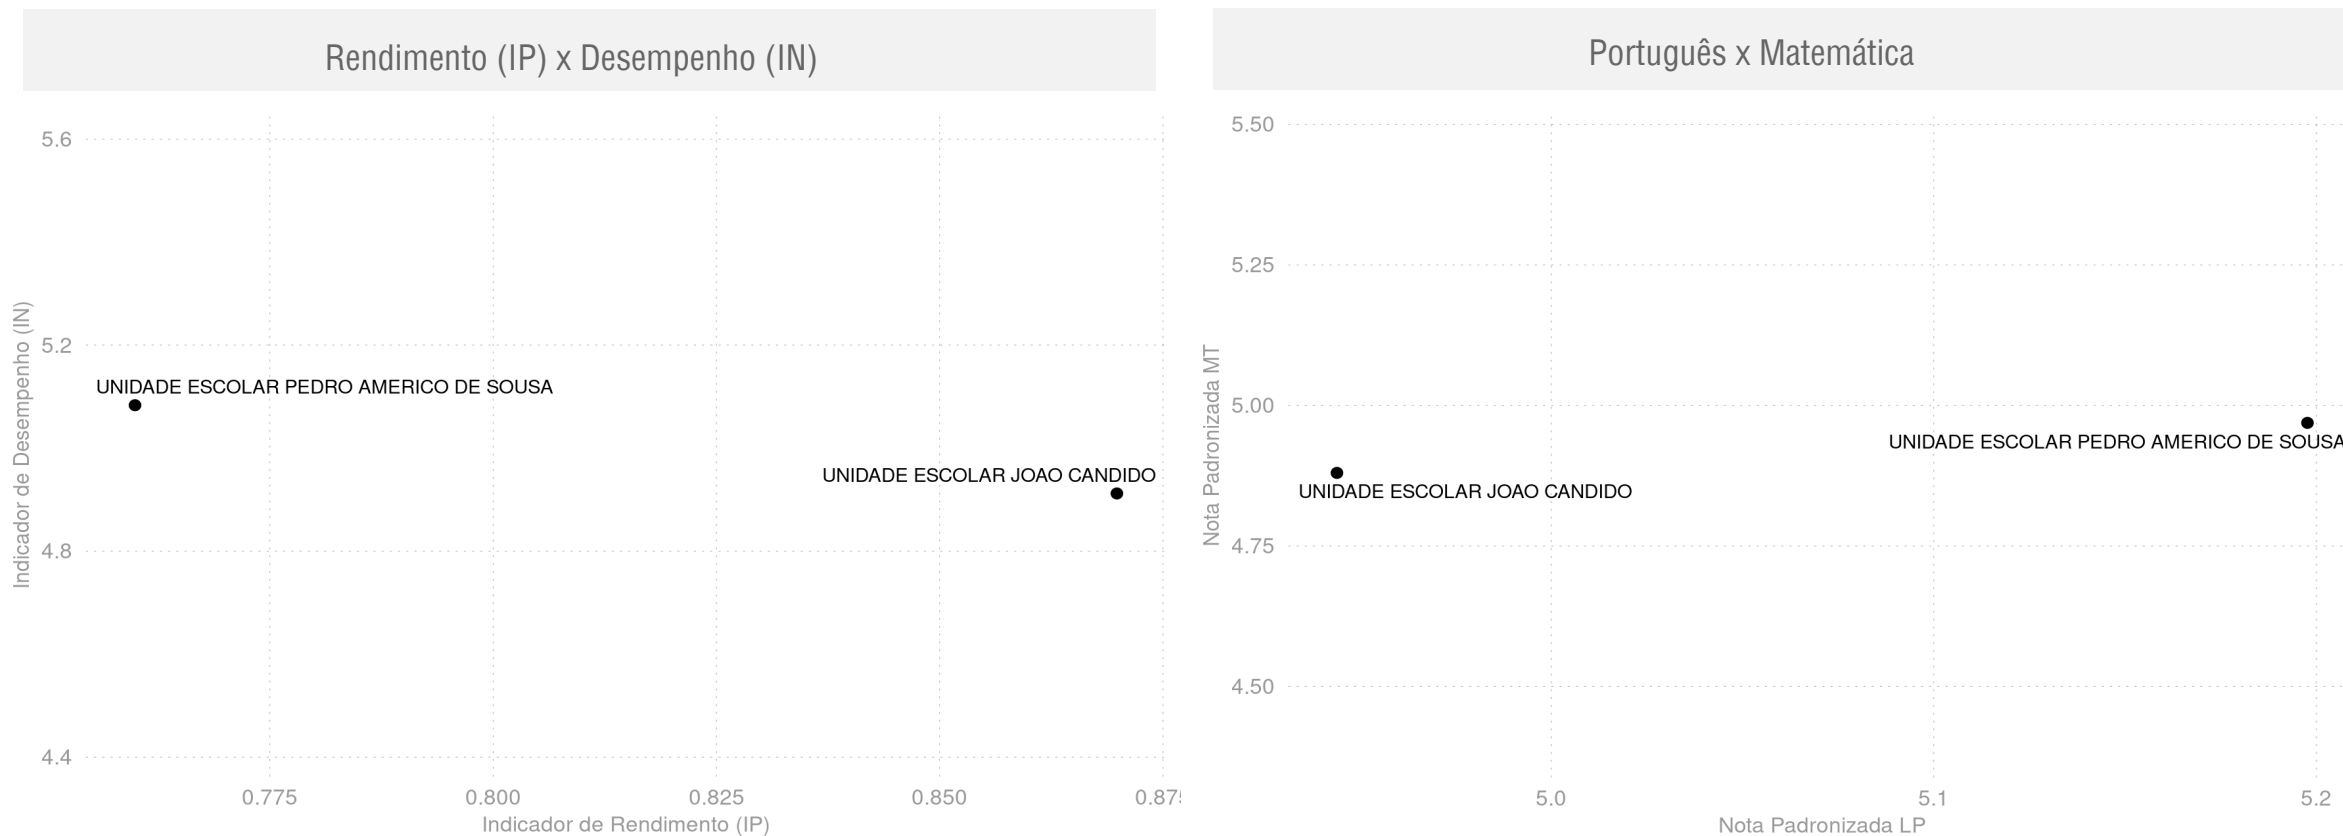 Rendimento (IP) x Desempenho (IN)
5.6
5.2
4.8
4.4
Indicador de Desempenho (IN)
UNIDADE ESCOLAR PEDRO AMERICO DE SOUSA
UNIDADE ESCOLAR JOAO CANDIDO
0.775
0.800
0.825
0.850
0.875
Indicador de Rendimento (IP)
Português x Matemática
5.50
5.25
5.00
4.75
4.50
Nota Padronizada MT
UNIDADE ESCOLAR PEDRO AMERICO DE SOUSA
UNIDADE ESCOLAR JOAO CANDIDO
5.0
5.1
5.2
Nota Padronizada LP